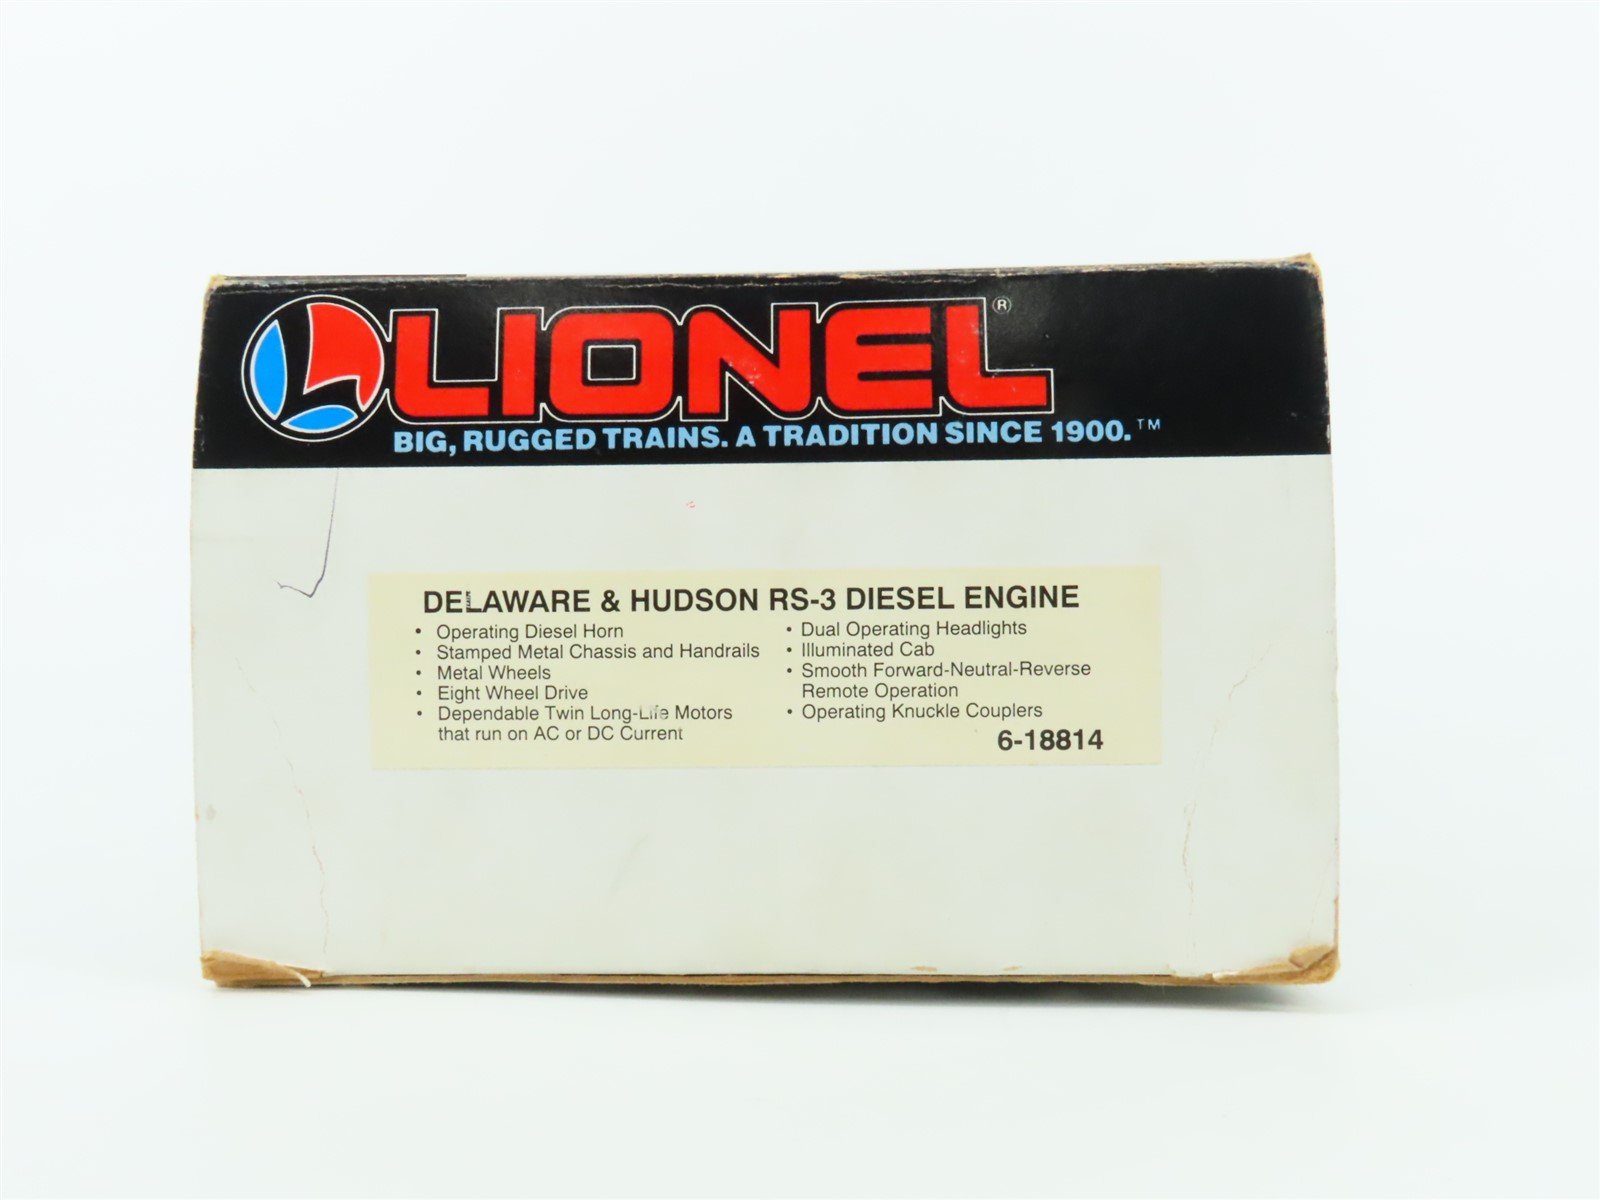 LIONEL®
BIG, RUGGED TRAINS. A TRADITION SINCE 1900.™
DELAWARE & HUDSON RS-3 DIESEL ENGINE
• Operating Diesel Horn
• Stamped Metal Chassis and Handrails
• Metal Wheels
• Eight Wheel Drive
• Dependable Twin Long-Life Motors
that run on AC or DC Current
• Dual Operating Headlights
• Illuminated Cab
• Smooth Forward-Neutral-Reverse
Remote Operation
• Operating Knuckle Couplers
6-18814